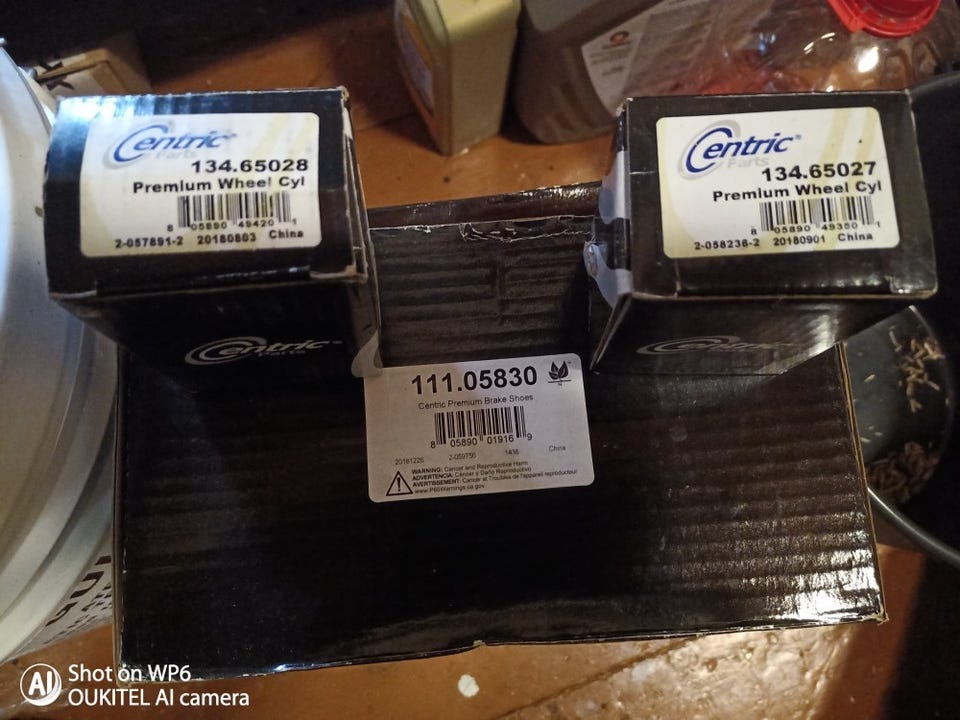 Centric®
Parts
134.65028
Premium Wheel Cyl
8 05890 49420 1
2-057891-2 20180803 China
Centric®
Parts
134.65027
Premium Wheel Cyl
8 05890 49350 1
2-058236-2 20180901 China
Centric®
Parts
Centric
Parts
111.05830
Centric Premium Brake Shoes
8 05890 01916 9
20181226 2-059756 1436 China
WARNING: Cancer and Reproductive Harm
ADVERTENCIA: Cáncer y Daño Reproductivo
AVERTISSEMENT: Cancer et Troubles de l'appareil reproducteur
www.P65Warnings.ca.gov
AI
Shot on WP6
OUKITEL AI camera